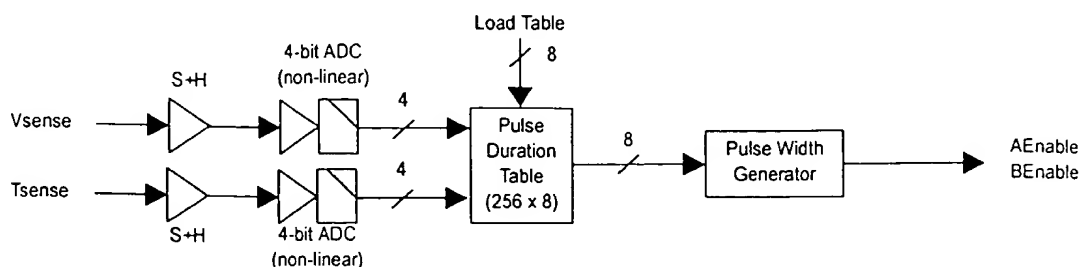 Load Table
8
4-bit ADC
(non-linear)
S+H
4
Vsense
Pulse
Duration
Table
(256 x 8)
8
Pulse Width
Generator
AEnable
BEnable
Tsense
4
S+H
4-bit ADC
(non-linear)